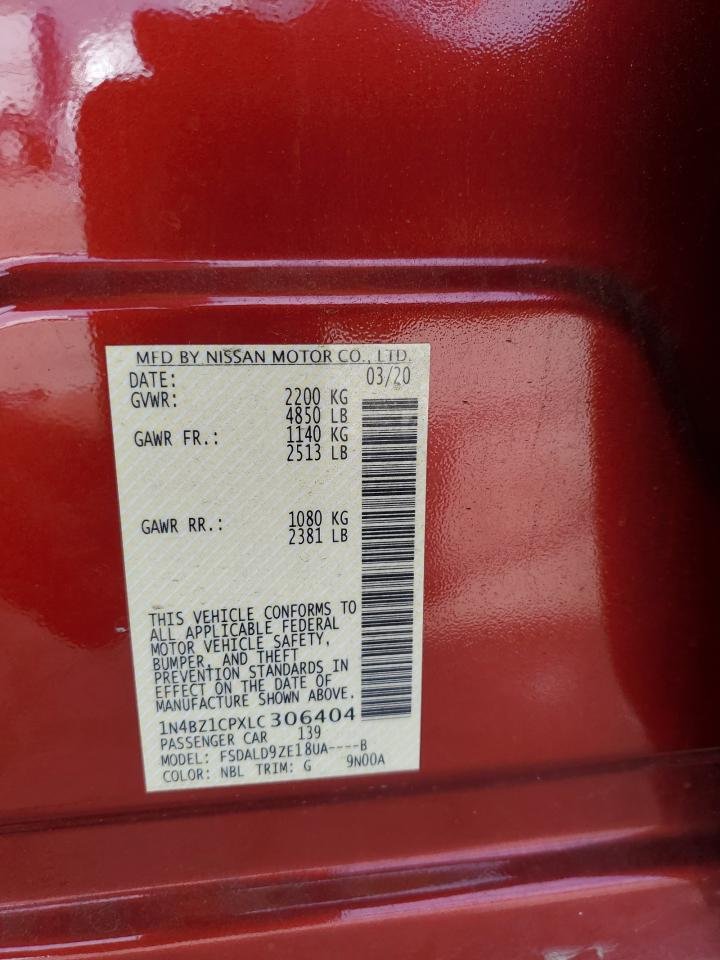 MFD BY NISSAN MOTOR CO., LTD.
DATE: 03/20
GVWR: 2200 KG
4850 LB
GAWR FR.: 1140 KG
2513 LB
GAWR RR.: 1080 KG
2381 LB
THIS VEHICLE CONFORMS TO
ALL APPLICABLE FEDERAL
MOTOR VEHICLE SAFETY,
BUMPER, AND THEFT
PREVENTION STANDARDS IN
EFFECT ON THE DATE OF
MANUFACTURE SHOWN ABOVE.
1N4BZ1CPXLC 306404
PASSENGER CAR 139
MODEL: FSDALD9ZE18UA----B
COLOR: NBL TRIM: G 9N00A